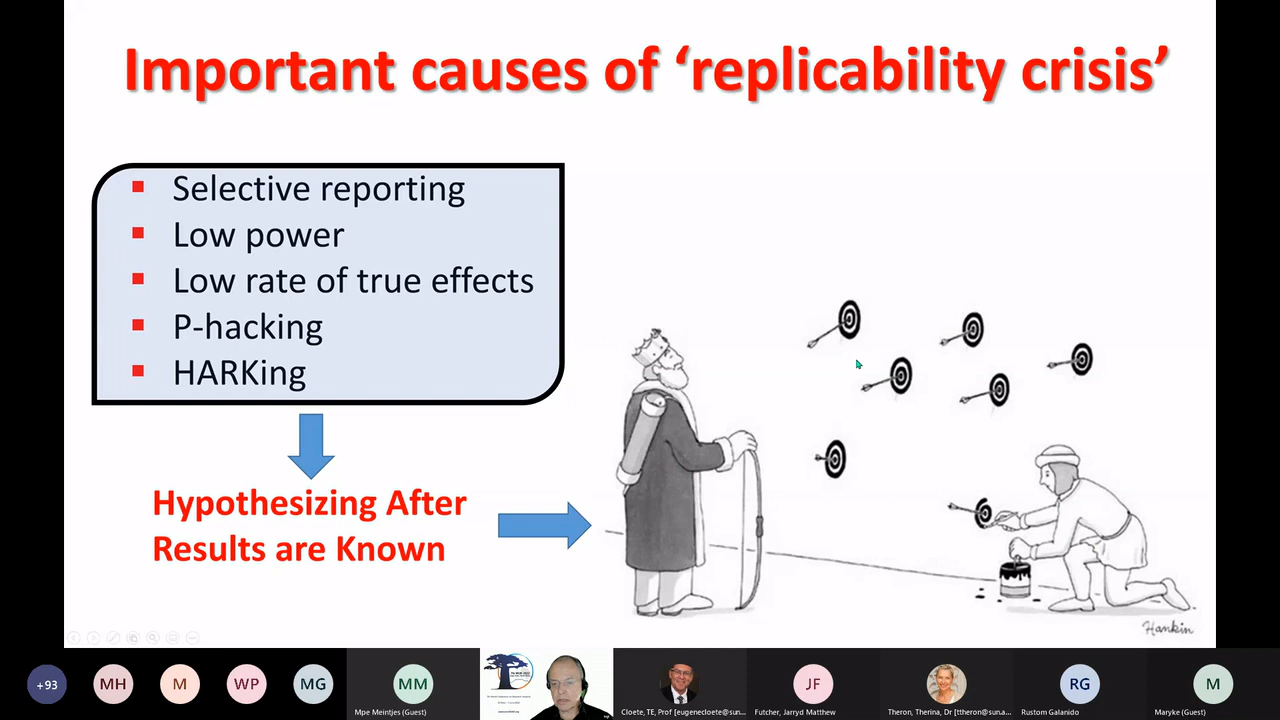 Important causes of ‘replicability crisis’
Selective reporting
Low power
Low rate of true effects
P-hacking
HARKing
Hypothesizing After
Results are Known
Hankin
+93
MH
M
WP
MG
MM
Mpe Meintjes (Guest)
Cloete, TE, Prof [eugenecloete@sun...
JF
Futcher, Jarryd Matthew
Theron, Therina, Dr [ttheron@suna...
RG
Rustom Galanido
M
Maryke (Guest)